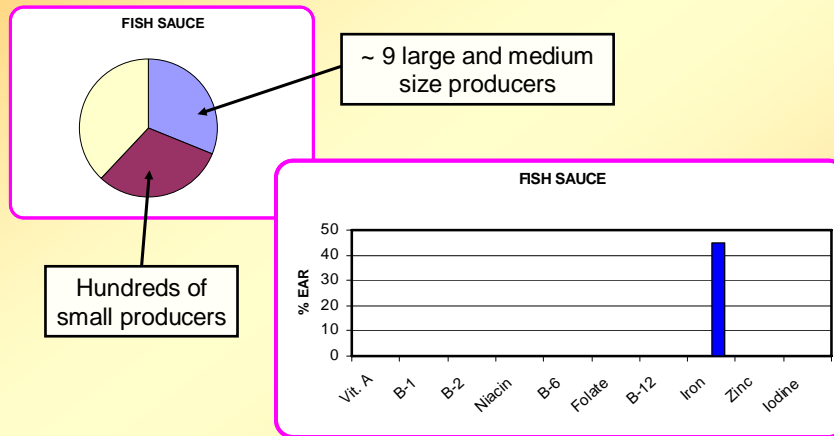 FISH SAUCE
~ 9 large and medium
size producers
Hundreds of
small producers
FISH SAUCE
50
40
30
20
10
0
% EAR
Vit. A
B-1
B-2
Niacin
B-6
Folate
B-12
Iron
Zinc
Iodine